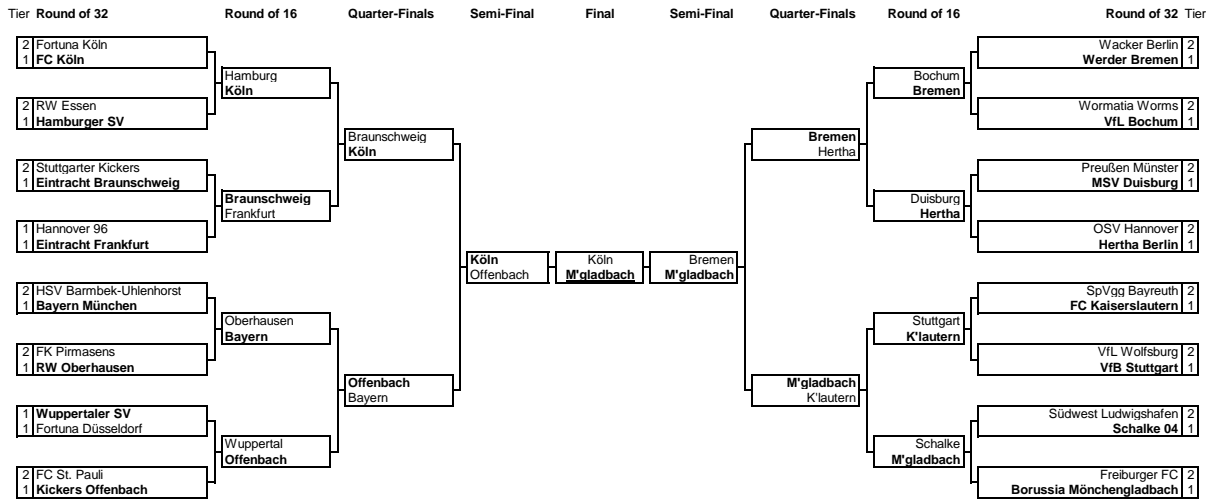 Tier Round of 32 Round of 16 Quarter-Finals Semi-Final Final Semi-Final Quarter-Finals Round of 16 Round of 32 Tier
2 Fortuna Köln
1 FC Köln
2 RW Essen
1 Hamburger SV
2 Stuttgarter Kickers
1 Eintracht Braunschweig
1 Hannover 96
1 Eintracht Frankfurt
2 HSV Barmbek-Uhlenhorst
1 Bayern München
2 FK Pirmasens
1 RW Oberhausen
1 Wuppertaler SV
1 Fortuna Düsseldorf
2 FC St. Pauli
1 Kickers Offenbach
Hamburg
Köln
Braunschweig
Frankfurt
Oberhausen
Bayern
Wuppertal
Offenbach
Braunschweig
Köln
Offenbach
Bayern
Köln
Offenbach
Köln
M'gladbach
Bremen
M'gladbach
Bremen
Hertha
M'gladbach
K'lautern
Bochum
Bremen
Duisburg
Hertha
Stuttgart
K'lautern
Schalke
M'gladbach
Wacker Berlin 2
Werder Bremen 1
Wormatia Worms 2
VfL Bochum 1
Preußen Münster 2
MSV Duisburg 1
OSV Hannover 2
Hertha Berlin 1
SpVgg Bayreuth 2
FC Kaiserslautern 1
VfL Wolfsburg 2
VfB Stuttgart 1
Südwest Ludwigshafen 2
Schalke 04 1
Freiburger FC 2
Borussia Mönchengladbach 1